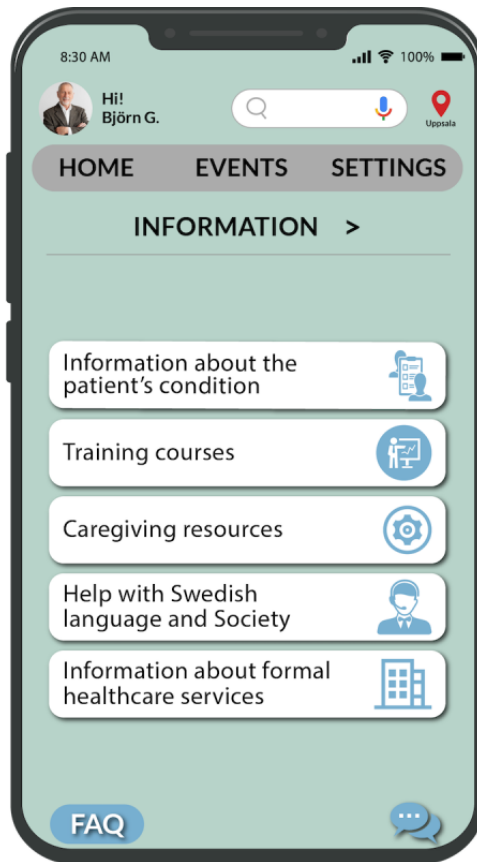 8:30 AM
100%
Hi!
Björn G.
Uppsala
HOME EVENTS SETTINGS
INFORMATION >
Information about the
patient's condition
Training courses
Caregiving resources
Help with Swedish
language and Society
Information about formal
healthcare services
FAQ